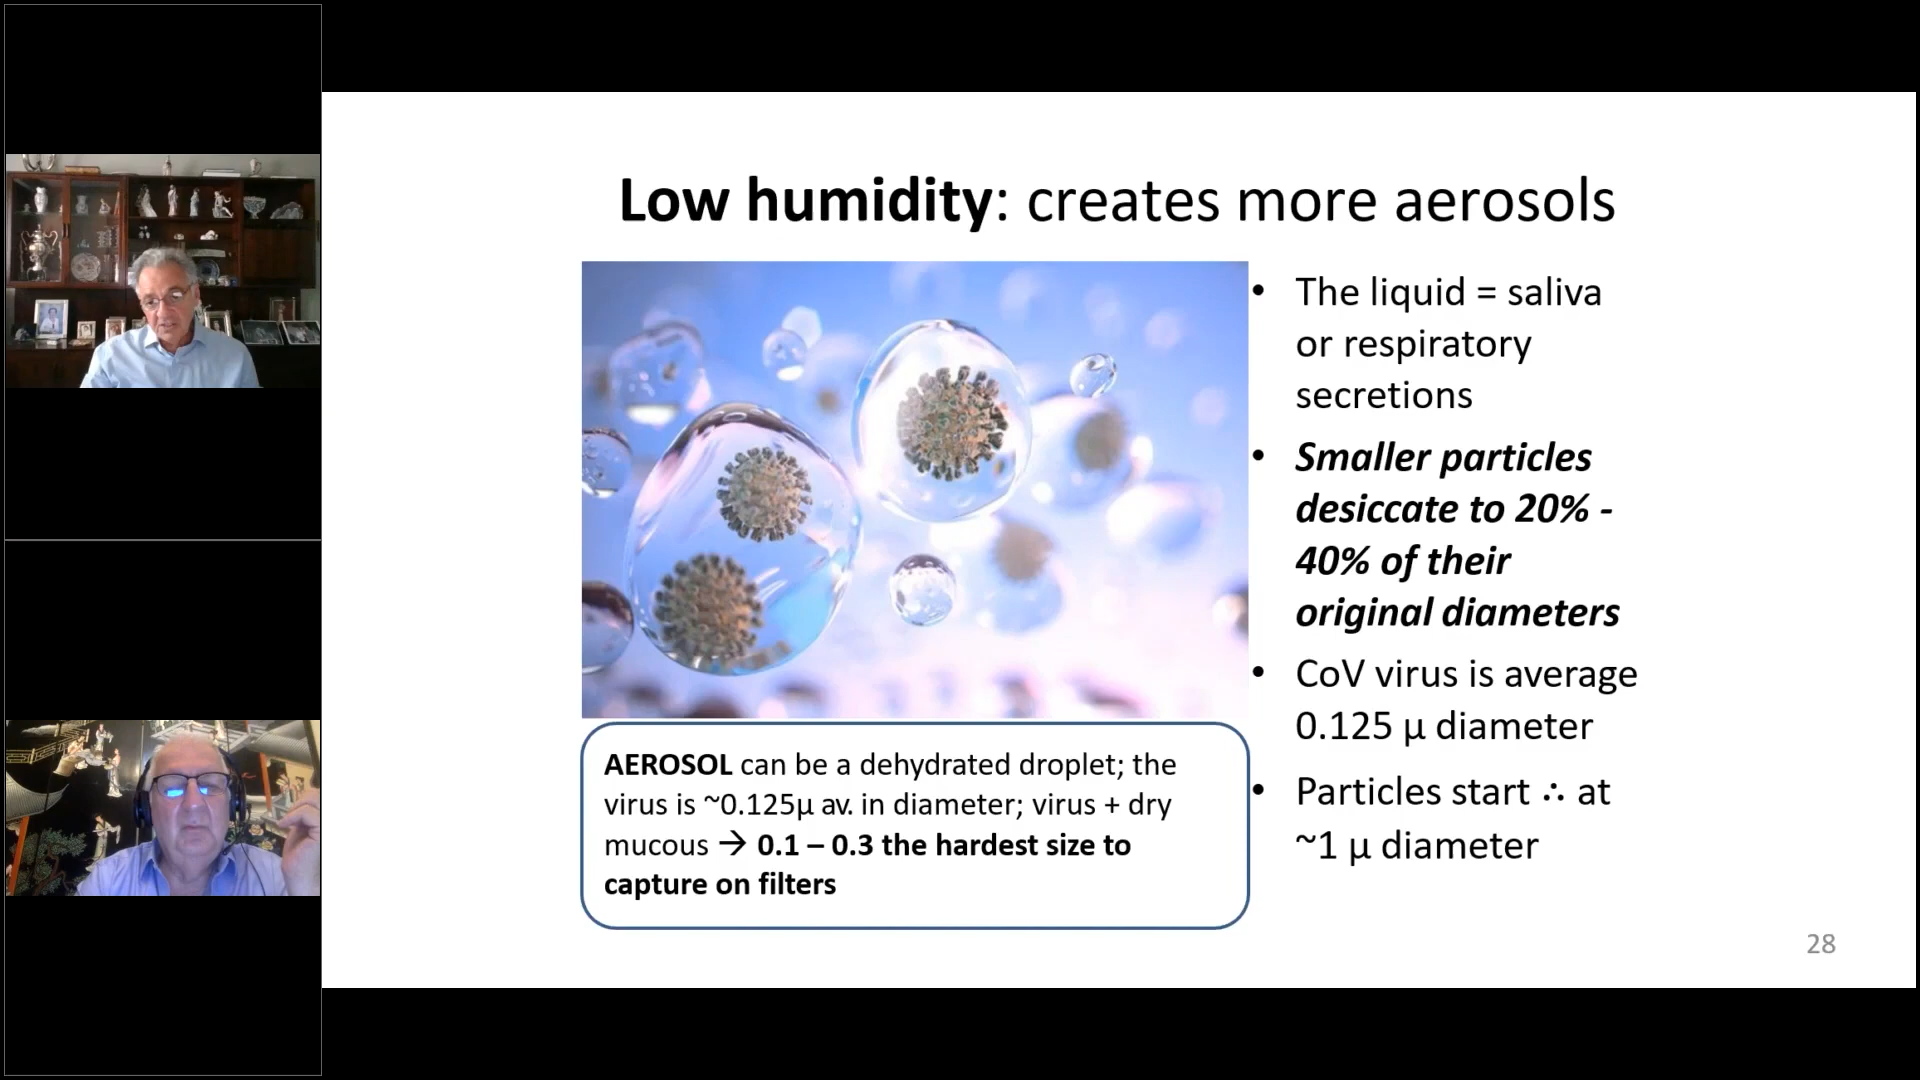 Low humidity: creates more aerosols
• The liquid = saliva
or respiratory
secretions
• Smaller particles
desiccate to 20% -
40% of their
original diameters
• CoV virus is average
0.125 µ diameter
• Particles start ∴ at
~1 µ diameter
AEROSOL can be a dehydrated droplet; the
virus is ~0.125µ av. in diameter; virus + dry
mucous → 0.1 – 0.3 the hardest size to
capture on filters
28